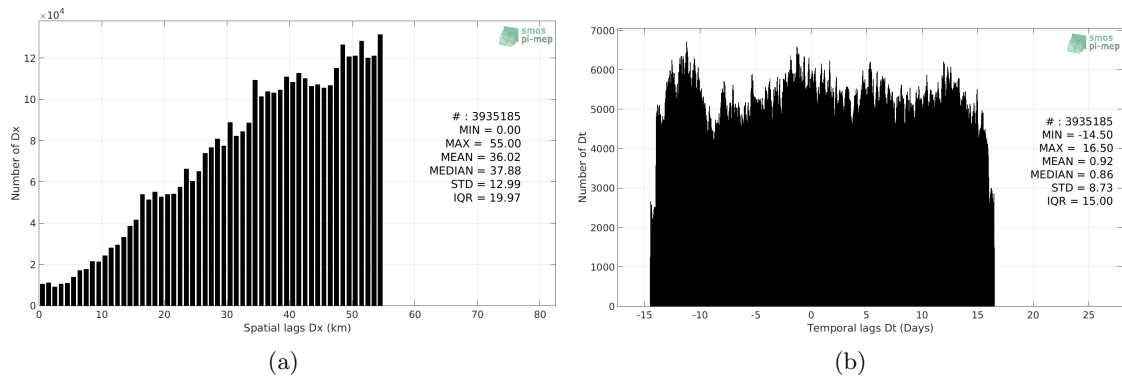 ×10⁴
12
10
8
6
4
2
0
0 10 20 30 40 50 60 70 80
Number of Dx
Spatial lags Dx (km)
smos
pi-mep
# : 3935185
MIN = 0.00
MAX = 55.00
MEAN = 36.02
MEDIAN = 37.88
STD = 12.99
IQR = 19.97
(a)
7000
6000
5000
4000
3000
2000
1000
0
-15 -10 -5 0 5 10 15 20 25
Number of Dt
Temporal lags Dt (Days)
smos
pi-mep
# : 3935185
MIN = -14.50
MAX = 16.50
MEAN = 0.92
MEDIAN = 0.86
STD = 8.73
IQR = 15.00
(b)